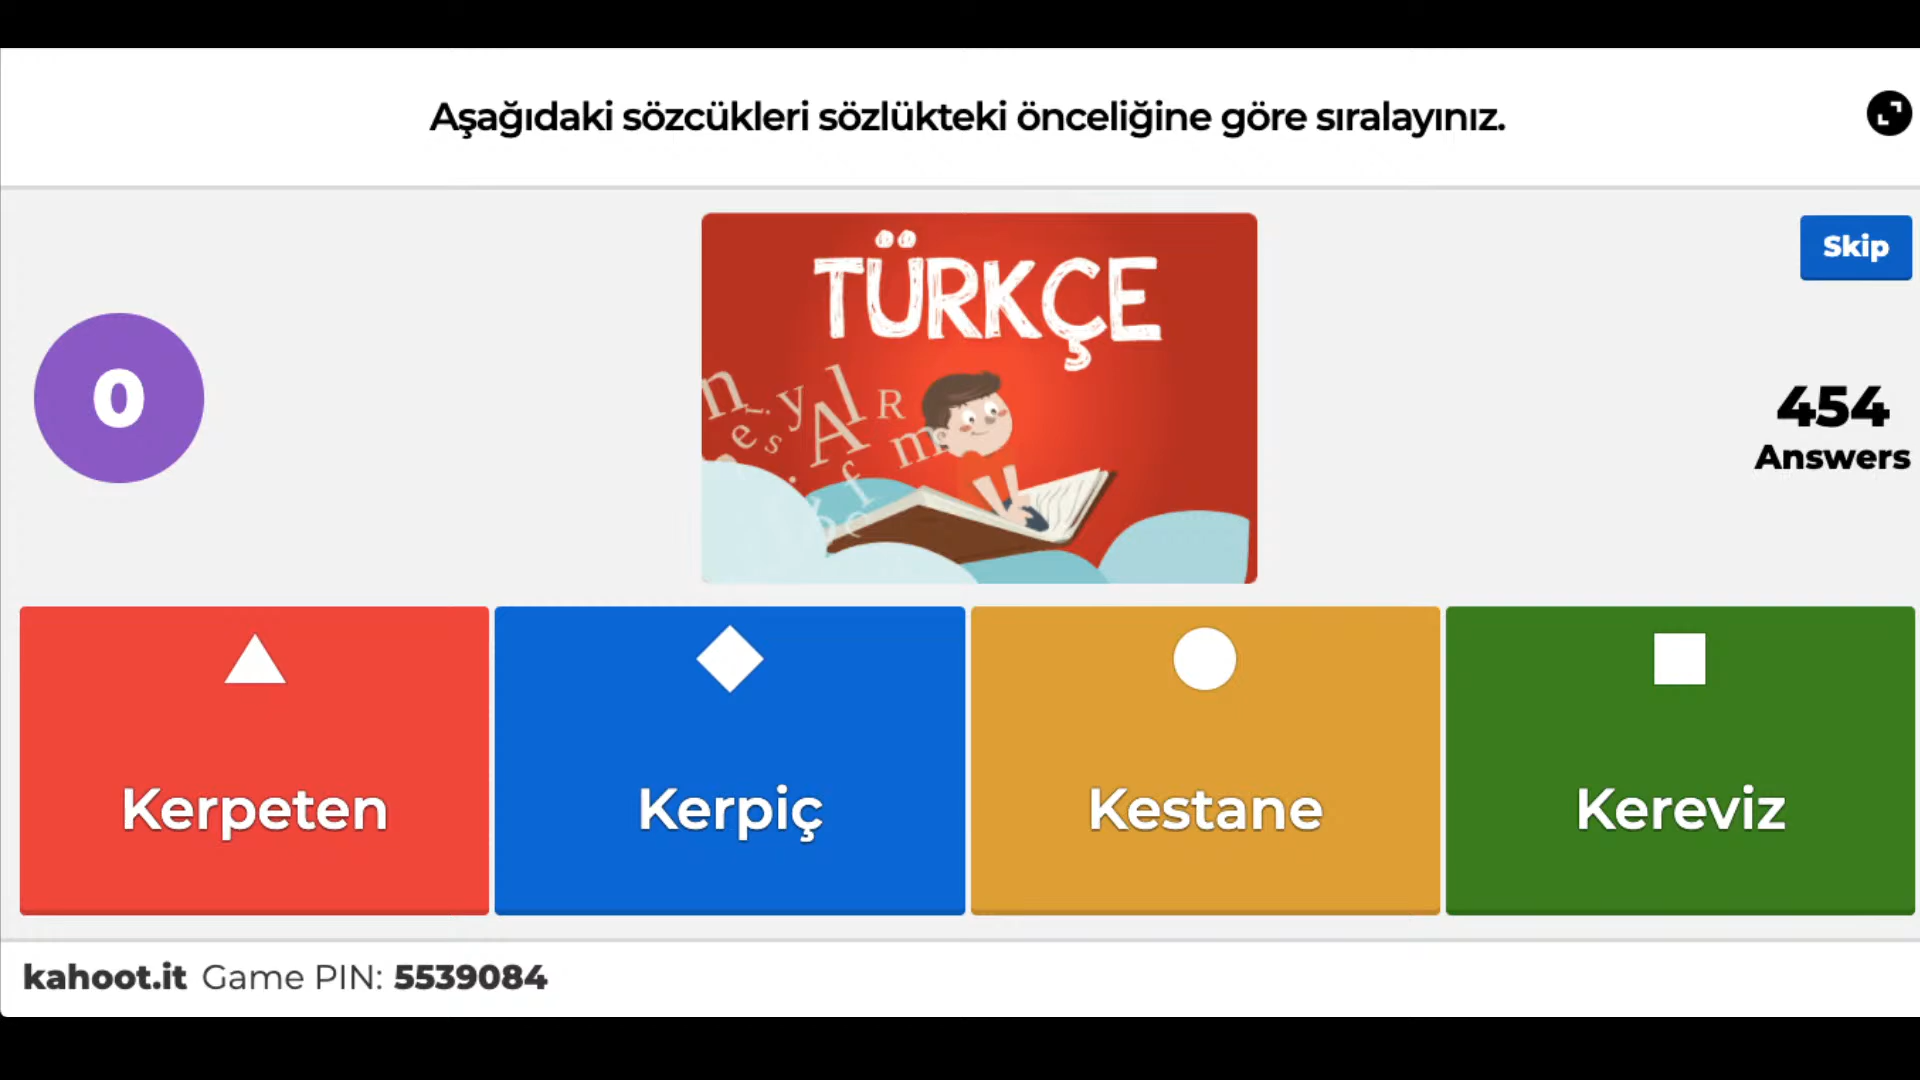 Aşağıdaki sözcükleri sözlükteki önceliğine göre sıralayınız.
Skip
TÜRKÇE
0
454
Answers
n y A l R
e s m
f
Kerpeten
Kerpiç
Kestane
Kereviz
kahoot.it Game PIN: 5539084